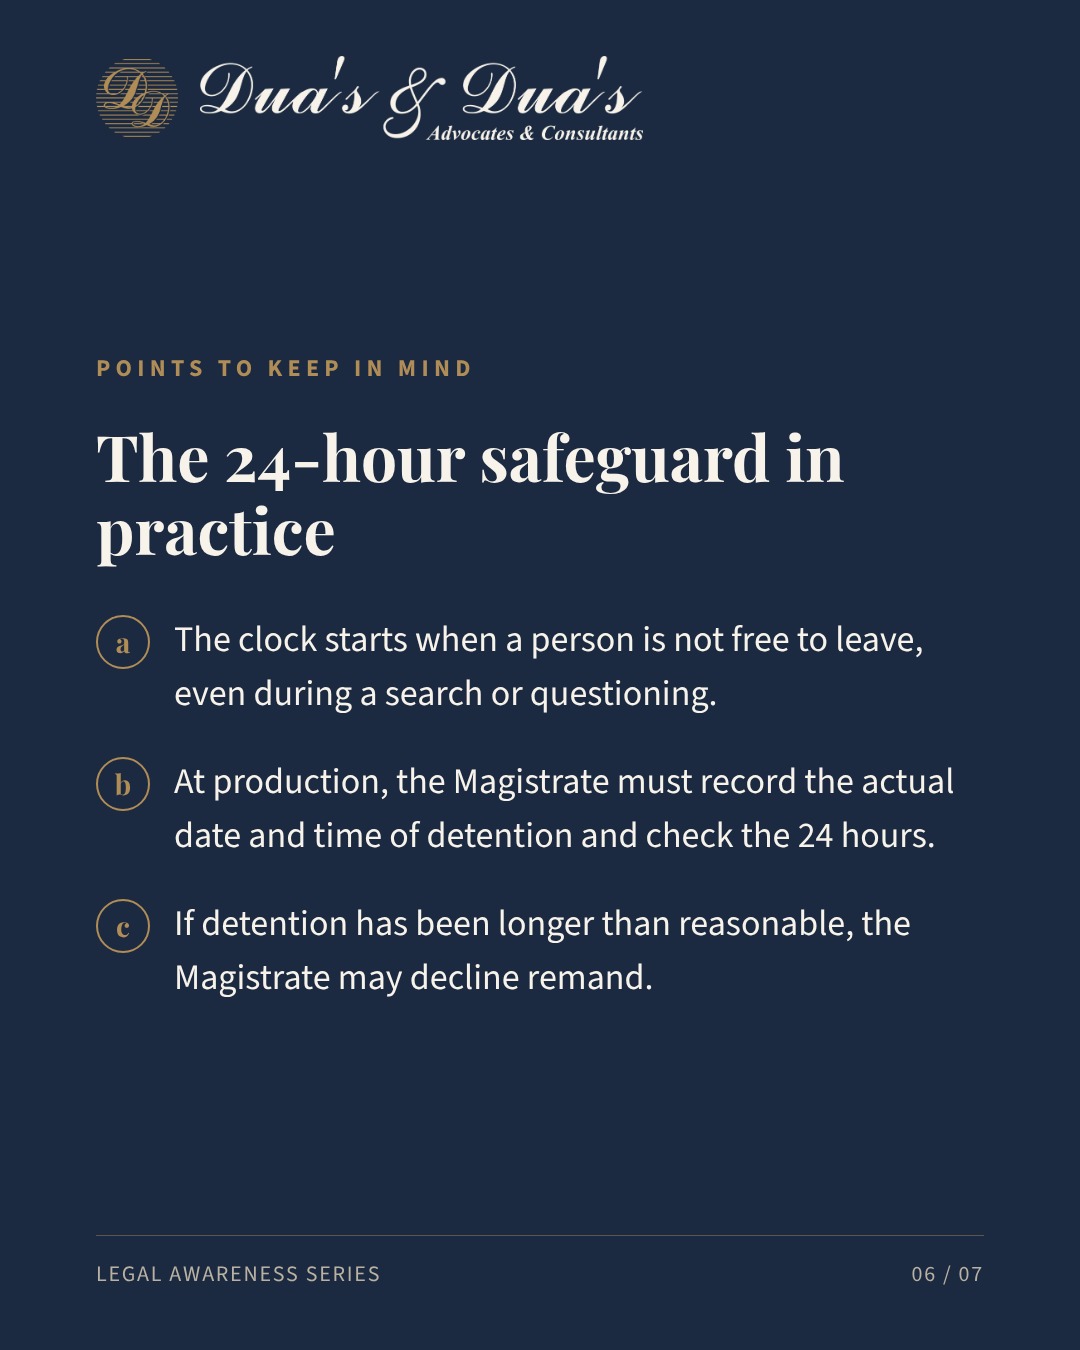 DD Dua's & Dua's
Advocates & Consultants
POINTS TO KEEP IN MIND
The 24-hour safeguard in
practice
a The clock starts when a person is not free to leave,
even during a search or questioning.
b At production, the Magistrate must record the actual
date and time of detention and check the 24 hours.
c If detention has been longer than reasonable, the
Magistrate may decline remand.
LEGAL AWARENESS SERIES 06 / 07